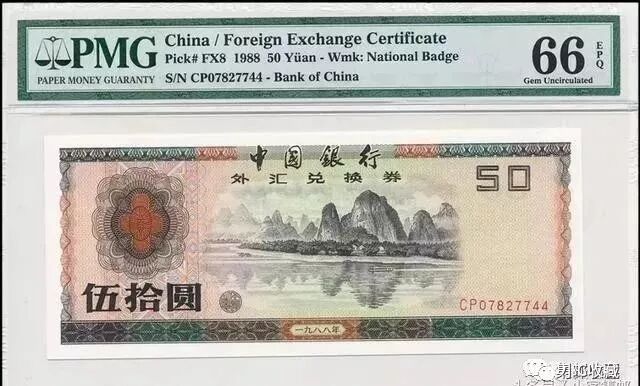 PMG
PAPER MONEY GUARANTY
China / Foreign Exchange Certificate
Pick# FX8 1988 50 Yüan - Wmk: National Badge
S/N CP07827744 - Bank of China
66 EPQ
Gem Uncirculated
中國銀行
外汇兑换券
50
伍拾圆
CP07827744
一九八八年